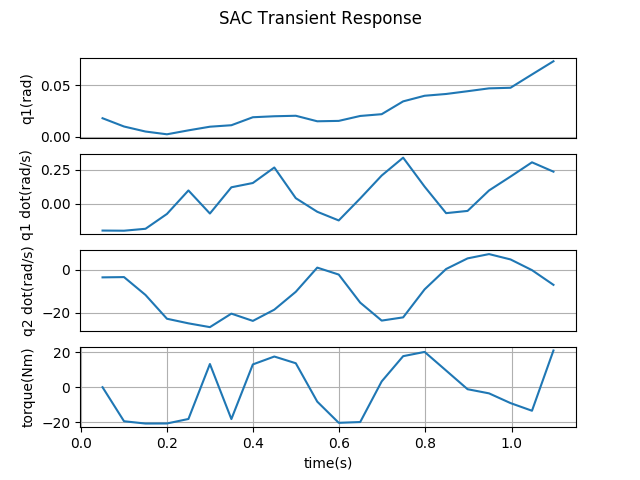 SAC Transient Response
q1(rad)
0.05
0.00
q1 dot(rad/s)
0.25
0.00
q2 dot(rad/s)
0
−20
torque(Nm)
20
0
−20
0.0 0.2 0.4 0.6 0.8 1.0
time(s)